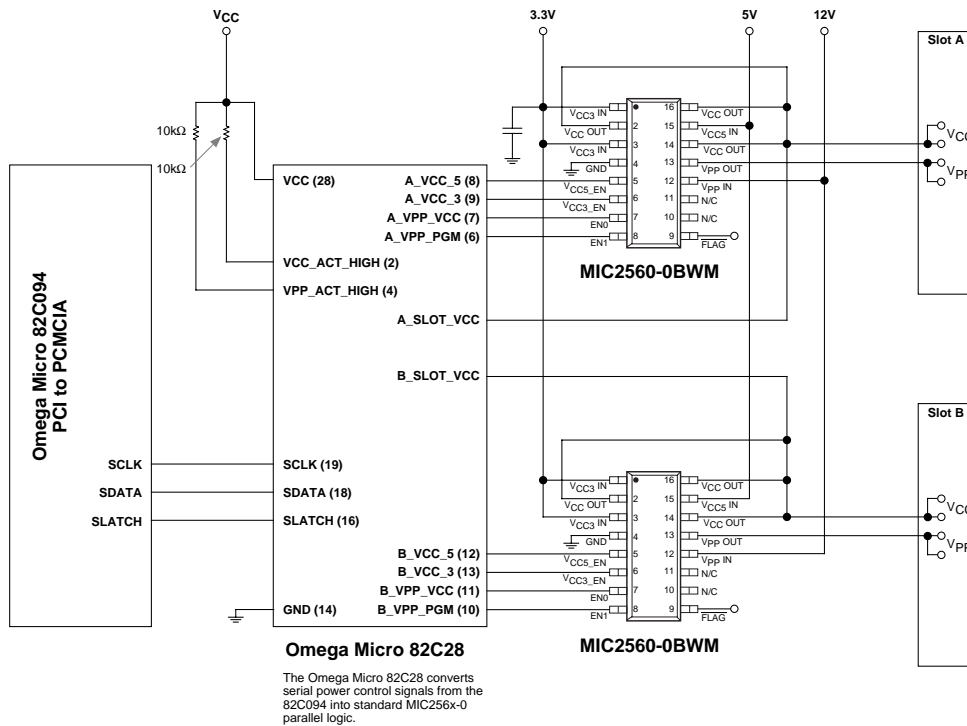 VCC
3.3V
5V
12V
Slot A
10kΩ
10kΩ
Omega Micro 82C094
PCI to PCMCIA
SCLK
SDATA
SLATCH
VCC (28)
VCC_ACT_HIGH (2)
VPP_ACT_HIGH (4)
SCLK (19)
SDATA (18)
SLATCH (16)
GND (14)
A_VCC_5 (8)
A_VCC_3 (9)
A_VPP_VCC (7)
A_VPP_PGM (6)
A_SLOT_VCC
B_SLOT_VCC
B_VCC_5 (12)
B_VCC_3 (13)
B_VPP_VCC (11)
B_VPP_PGM (10)
Omega Micro 82C28
The Omega Micro 82C28 converts
serial power control signals from the
82C094 into standard MIC256x-0
parallel logic.
VCC3 IN
VCC OUT
VCC3 IN
GND
VCC5_EN
VCC3_EN
EN0
EN1
2
3
4
5
6
7
8
16
15
14
13
12
11
10
9
VCC OUT
VCC5 IN
VCC OUT
VPP OUT
VPP IN
N/C
N/C
FLAG
MIC2560-0BWM
VCC3 IN
VCC OUT
VCC3 IN
GND
VCC5_EN
VCC3_EN
EN0
EN1
2
3
4
5
6
7
8
16
15
14
13
12
11
10
9
VCC OUT
VCC5 IN
VCC OUT
VPP OUT
VPP IN
N/C
N/C
FLAG
MIC2560-0BWM
Slot B